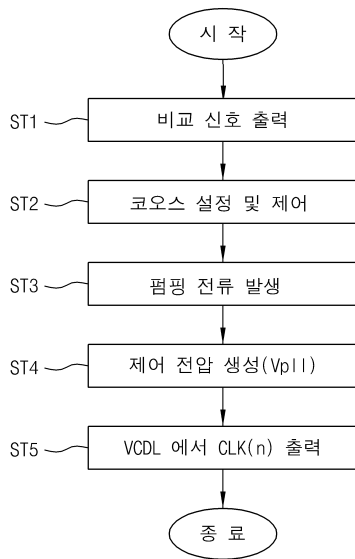 시 작
ST1 비교 신호 출력
ST2 코오스 설정 및 제어
ST3 펌핑 전류 발생
ST4 제어 전압 생성(Vpll)
ST5 VCDL 에서 CLK(n) 출력
종 료